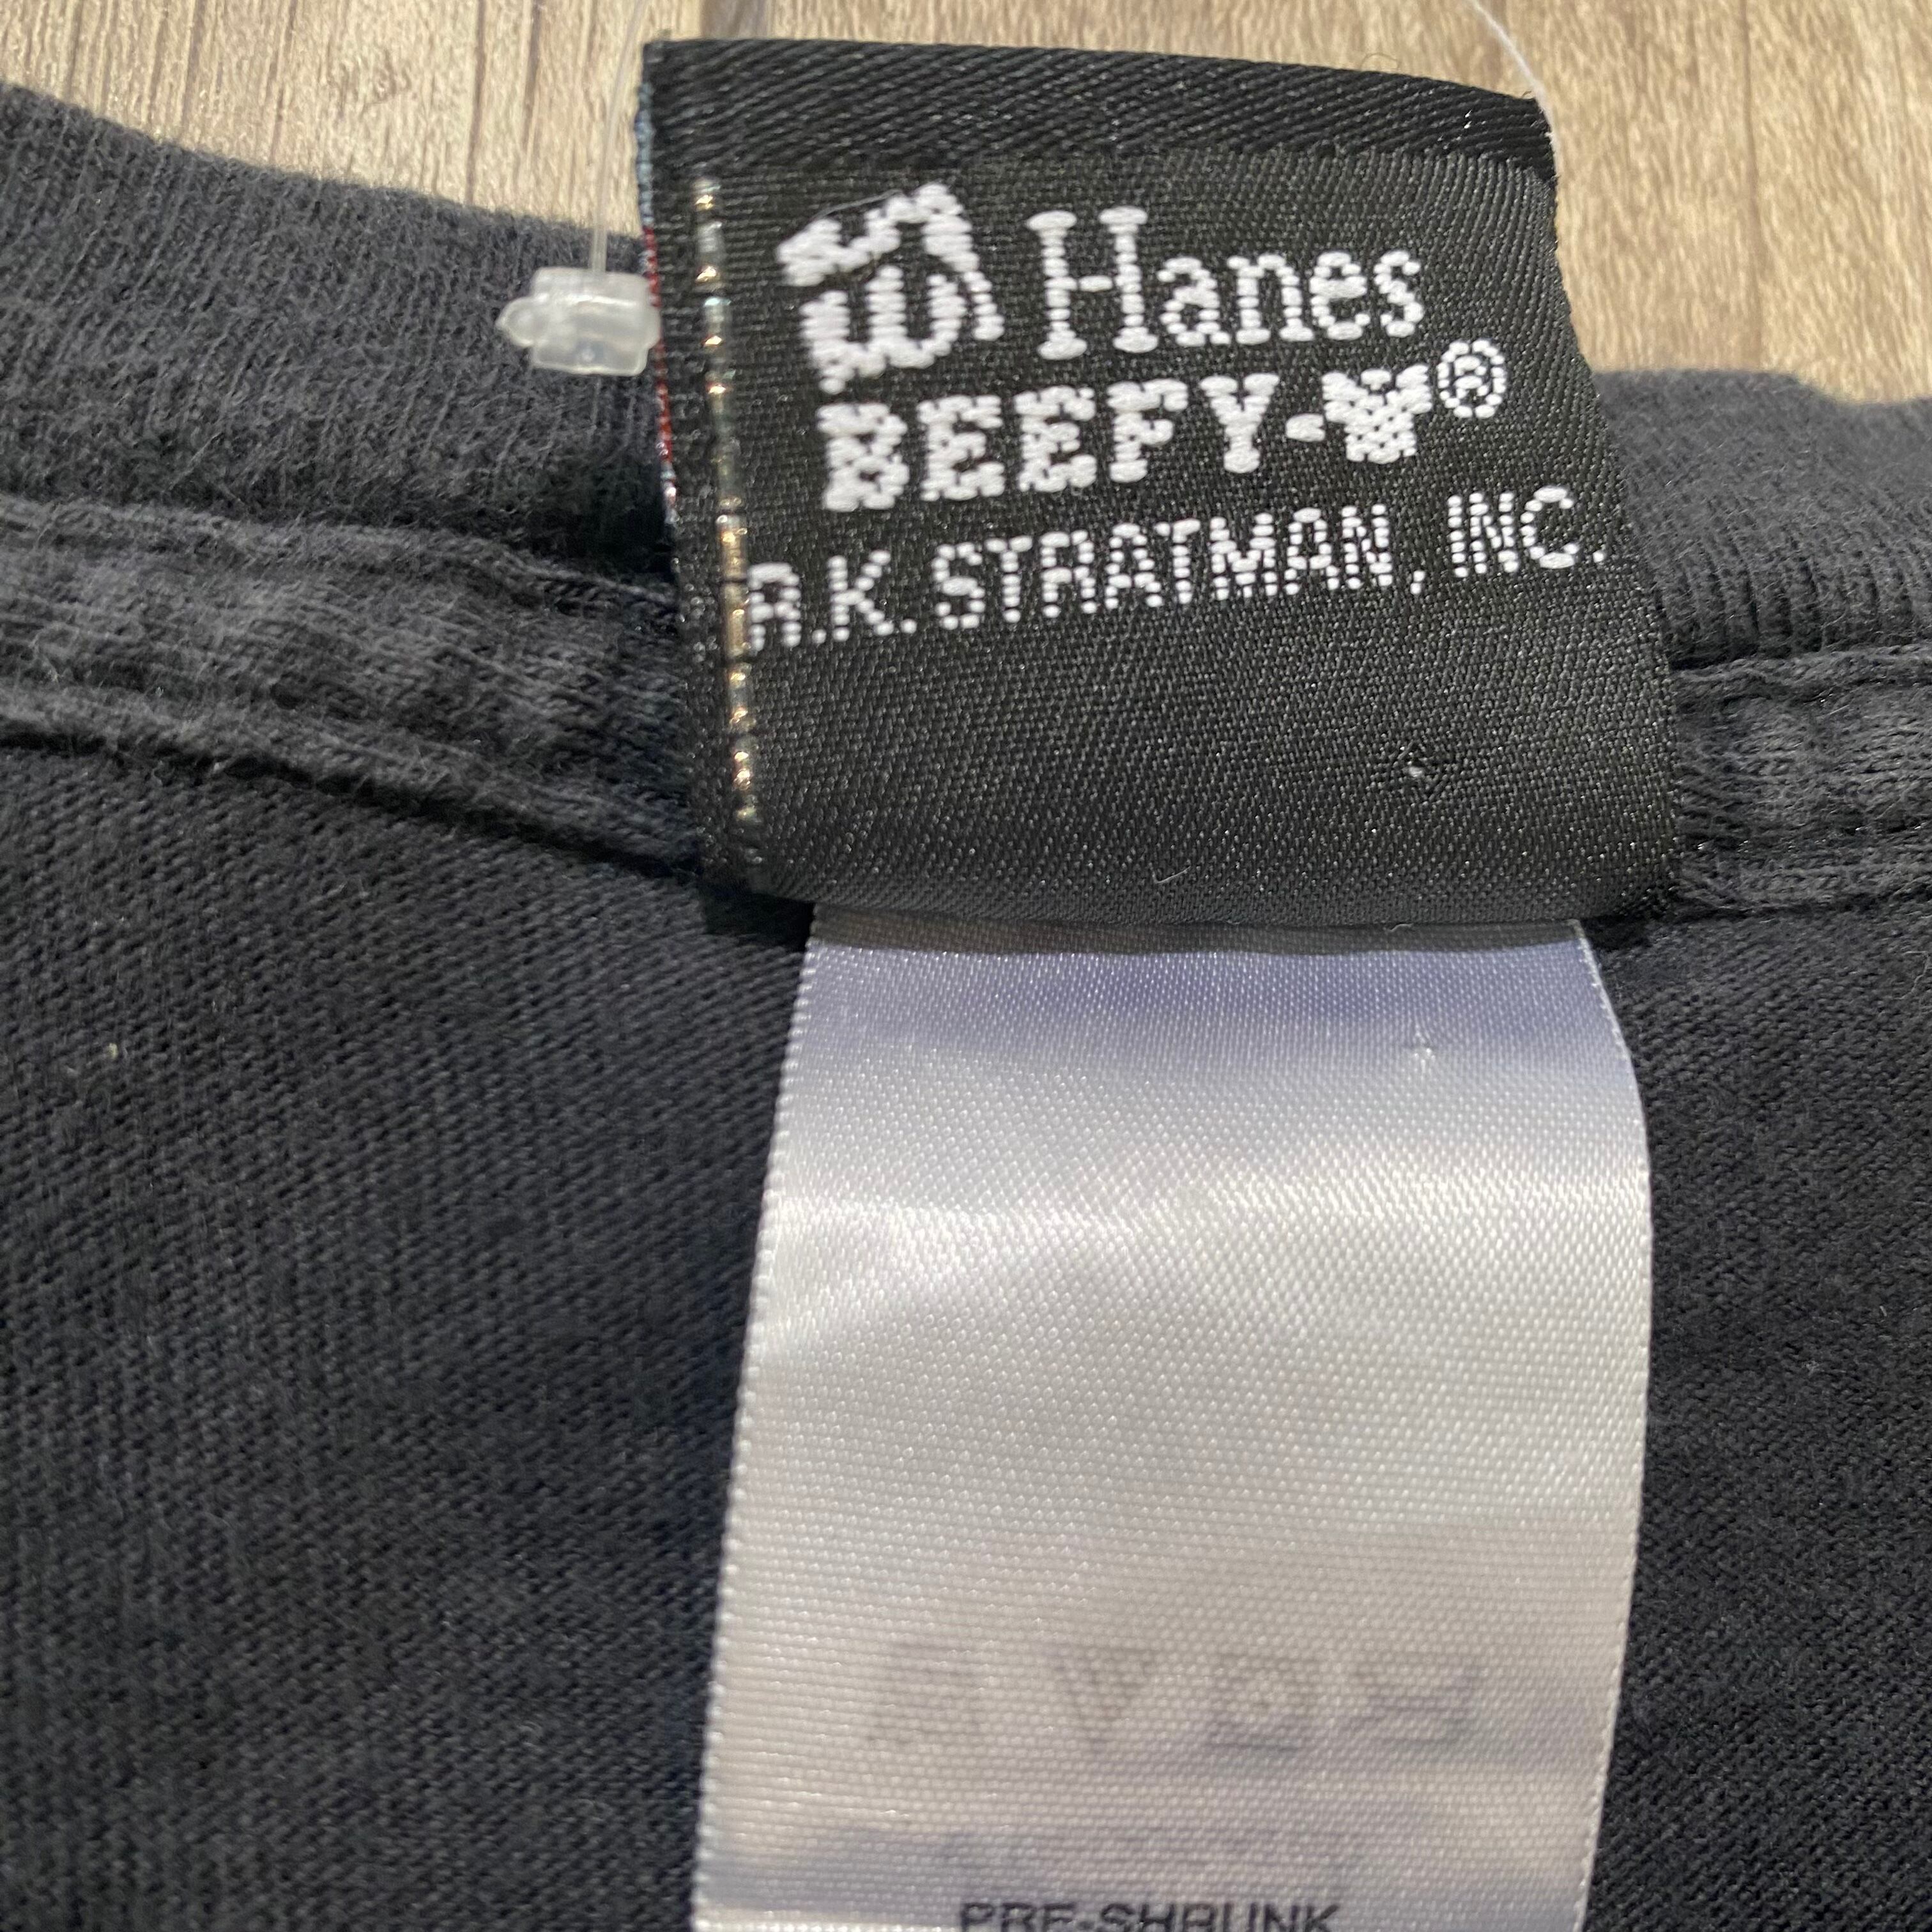 Hanes
BEEFY-T®
R.K. STRATMAN, INC.
PRE-SHRUNK